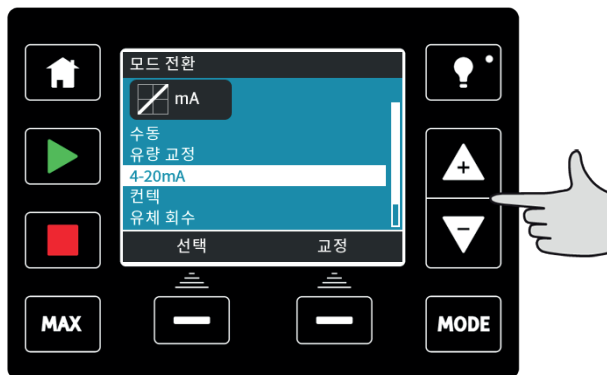 모드 전환
mA
수동
유량 교정
4-20mA
컨텍
유체 회수
선택 교정
+
-
MAX
MODE